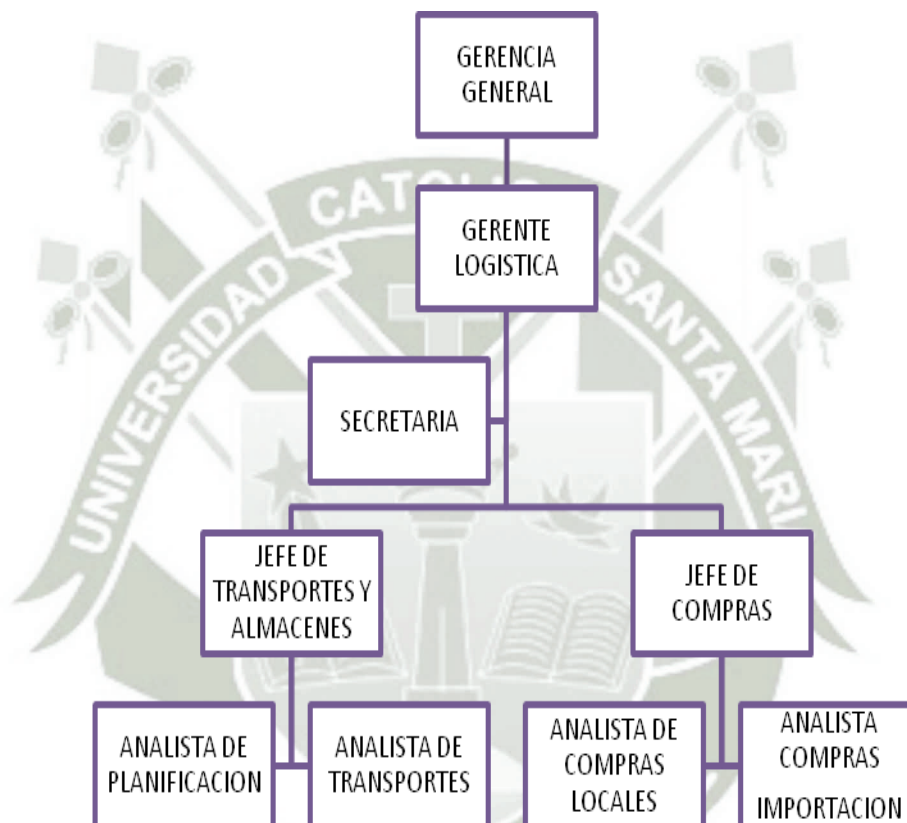 GERENCIA
GENERAL
GERENTE
LOGISTICA
SECRETARIA
JEFE DE
TRANSPORTES Y
ALMACENES
JEFE DE
COMPRAS
ANALISTA DE
PLANIFICACION
ANALISTA DE
TRANSPORTES
ANALISTA DE
COMPRAS
LOCALES
ANALISTA
COMPRAS
IMPORTACION
UNIVERSIDAD
SANTA MARI